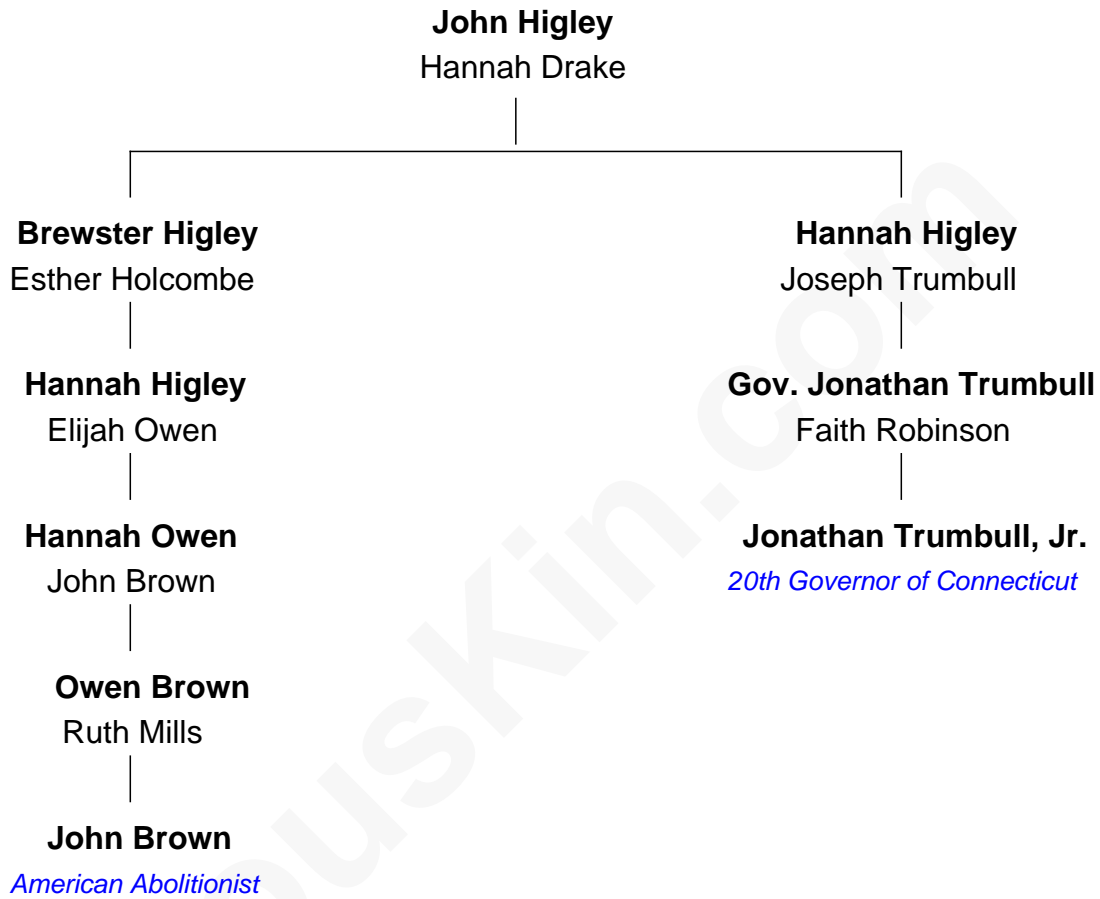 John Higley
Hannah Drake
Brewster Higley
Esther Holcombe
Hannah Higley
Joseph Trumbull
Hannah Higley
Elijah Owen
Gov. Jonathan Trumbull
Faith Robinson
Hannah Owen
John Brown
Jonathan Trumbull, Jr.
20th Governor of Connecticut
Owen Brown
Ruth Mills
John Brown
American Abolitionist
ousKin.com